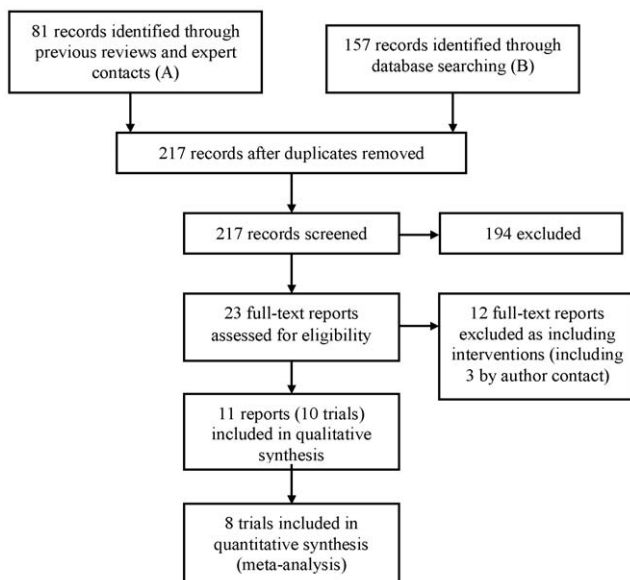 81 records identified through
previous reviews and expert
contacts (A)
157 records identified through
database searching (B)
217 records after duplicates removed
217 records screened
194 excluded
23 full-text reports
assessed for eligibility
12 full-text reports
excluded as including
interventions (including
3 by author contact)
11 reports (10 trials)
included in qualitative
synthesis
8 trials included in
quantitative synthesis
(meta-analysis)